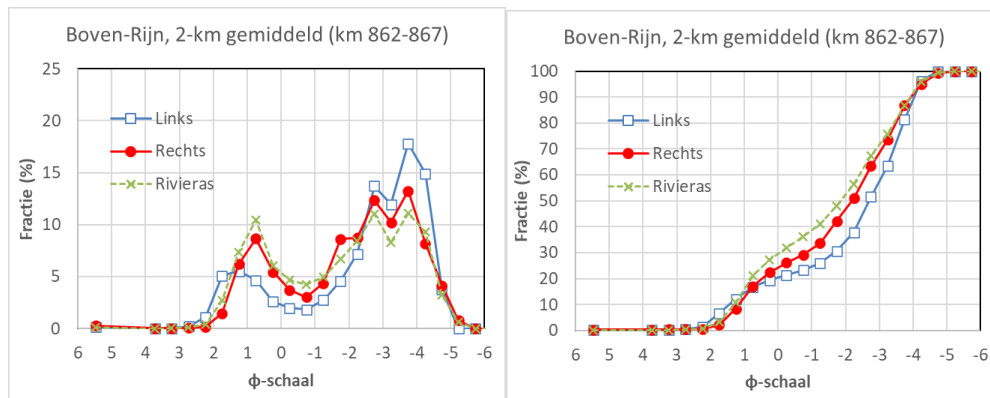 Boven-Rijn, 2-km gemiddeld (km 862-867)
25
20
15
10
5
0
Fractie (%)
Links
Rechts
Rivieras
6 5 4 3 2 1 0 -1 -2 -3 -4 -5 -6
ϕ-schaal
Boven-Rijn, 2-km gemiddeld (km 862-867)
100
90
80
70
60
50
40
30
20
10
0
Fractie (%)
Links
Rechts
Rivieras
6 5 4 3 2 1 0 -1 -2 -3 -4 -5 -6
ϕ-schaal